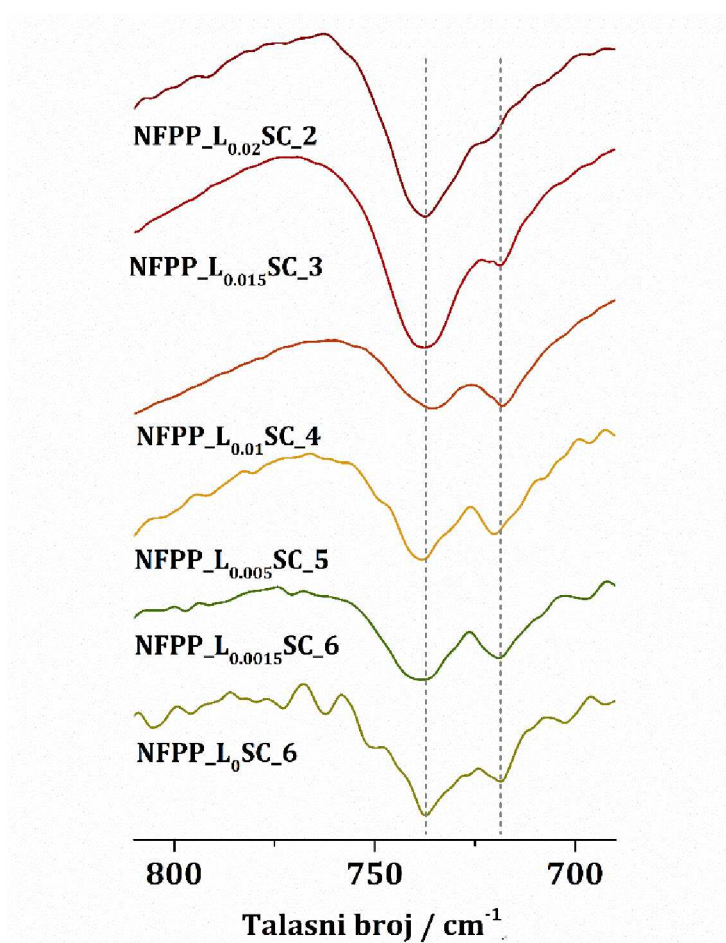 NFPP_L₀.₀₂SC_2
NFPP_L₀.₀₁₅SC_3
NFPP_L₀.₀₁SC_4
NFPP_L₀.₀₀₅SC_5
NFPP_L₀.₀₀₁₅SC_6
NFPP_L₀SC_6
800 750 700
Talasni broj / cm⁻¹